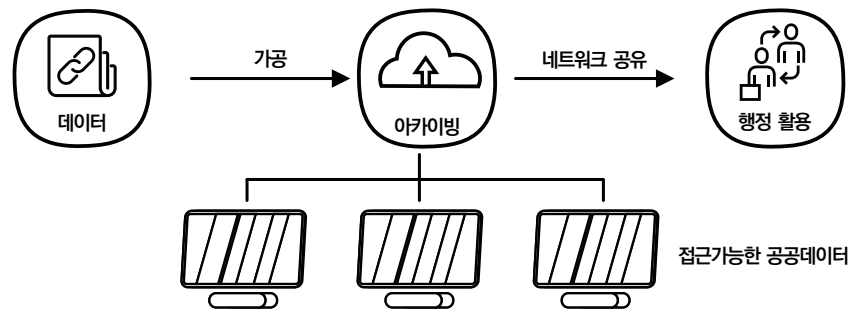 데이터
가공
아카이빙
네트워크 공유
행정 활용
접근가능한 공공데이터